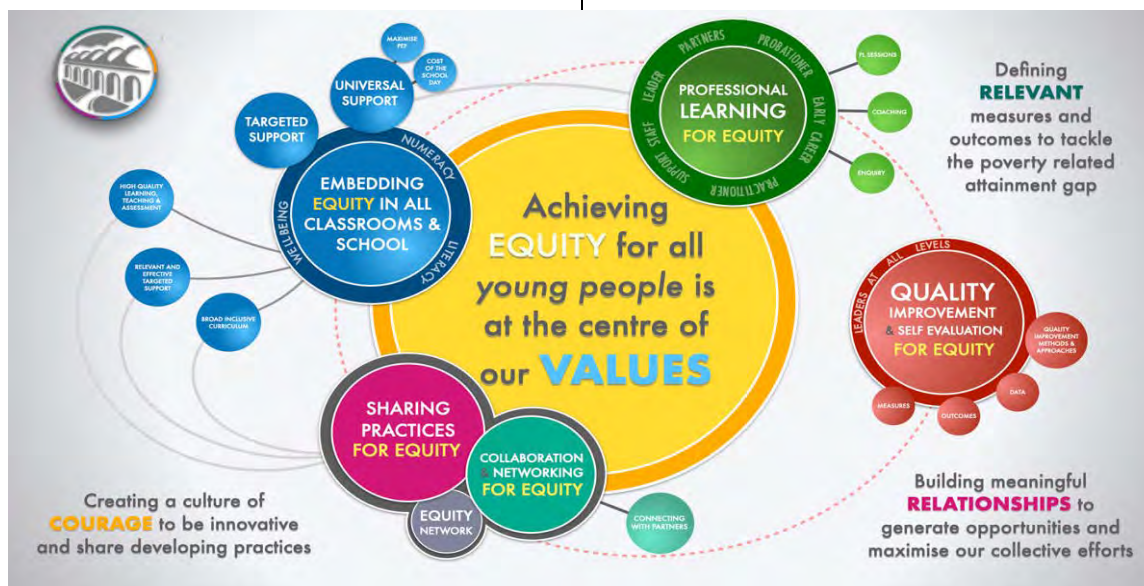 MAXIMISE
PEF
COST
OF THE
SCHOOL
DAY
UNIVERSAL
SUPPORT
TARGETED
SUPPORT
NUMERACY
LITERACY
WELLBEING
EMBEDDING
EQUITY IN ALL
CLASSROOMS &
SCHOOL
HIGH QUALITY
LEARNING,
TEACHING &
ASSESSMENT
RELEVANT AND
EFFECTIVE
TARGETED
SUPPORT
BROAD INCLUSIVE
CURRICULUM
Achieving
EQUITY for all
young people is
at the centre of
our VALUES
SUPPORT STAFF
LEADER
PARTNERS
PROBATIONER
EARLY CAREER
PRACTITIONER
PROFESSIONAL
LEARNING
FOR EQUITY
PL SESSIONS
COACHING
ENQUIRY
Defining
RELEVANT
measures and
outcomes to tackle
the poverty related
attainment gap
LEADERS AT ALL LEVELS
QUALITY
IMPROVEMENT
& SELF EVALUATION
FOR EQUITY
QUALITY
IMPROVEMENT
METHODS &
APPROACHES
DATA
OUTCOMES
MEASURES
SHARING
PRACTICES
FOR EQUITY
COLLABORATION
& NETWORKING
FOR EQUITY
EQUITY
NETWORK
CONNECTING
WITH PARTNERS
Creating a culture of
COURAGE to be innovative
and share developing practices
Building meaningful
RELATIONSHIPS to
generate opportunities and
maximise our collective efforts